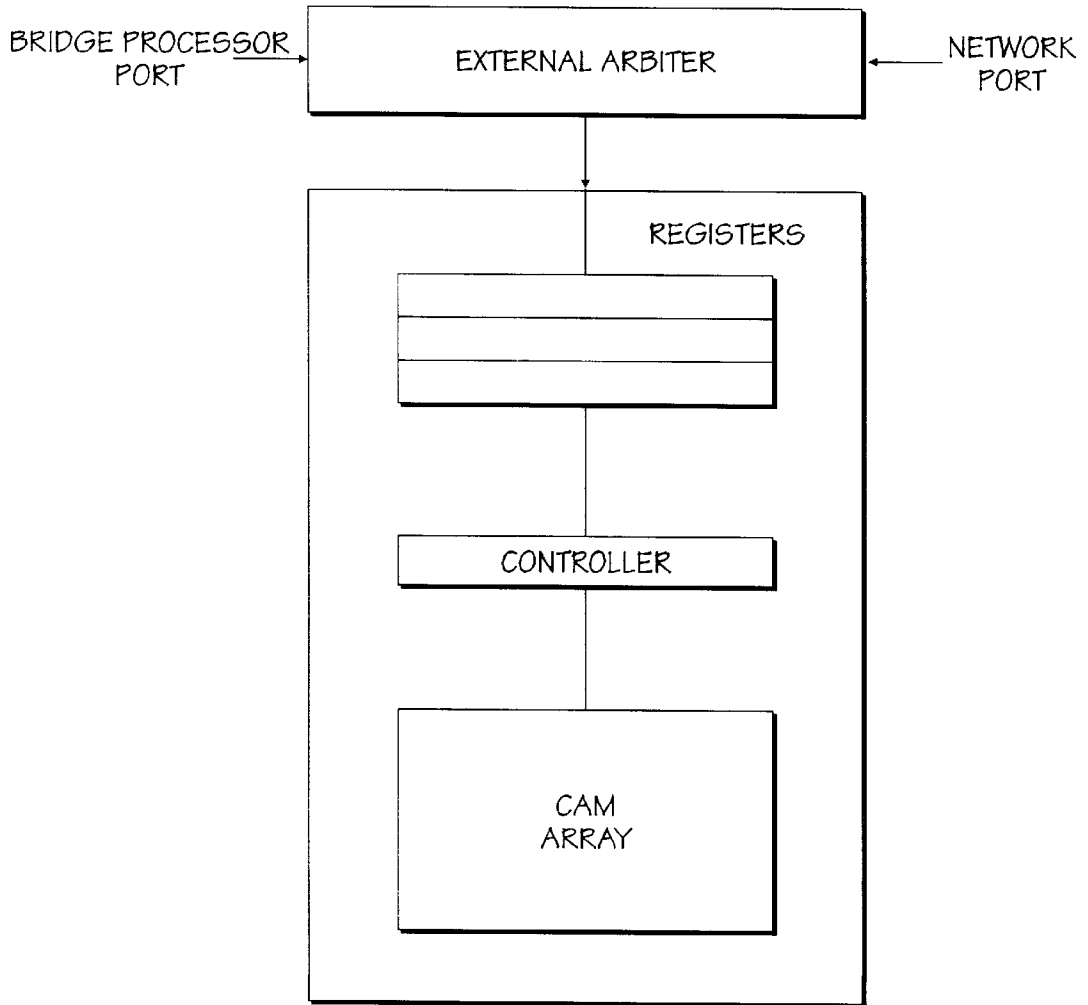 BRIDGE PROCESSOR
PORT
EXTERNAL ARBITER
NETWORK
PORT
REGISTERS
CONTROLLER
CAM
ARRAY